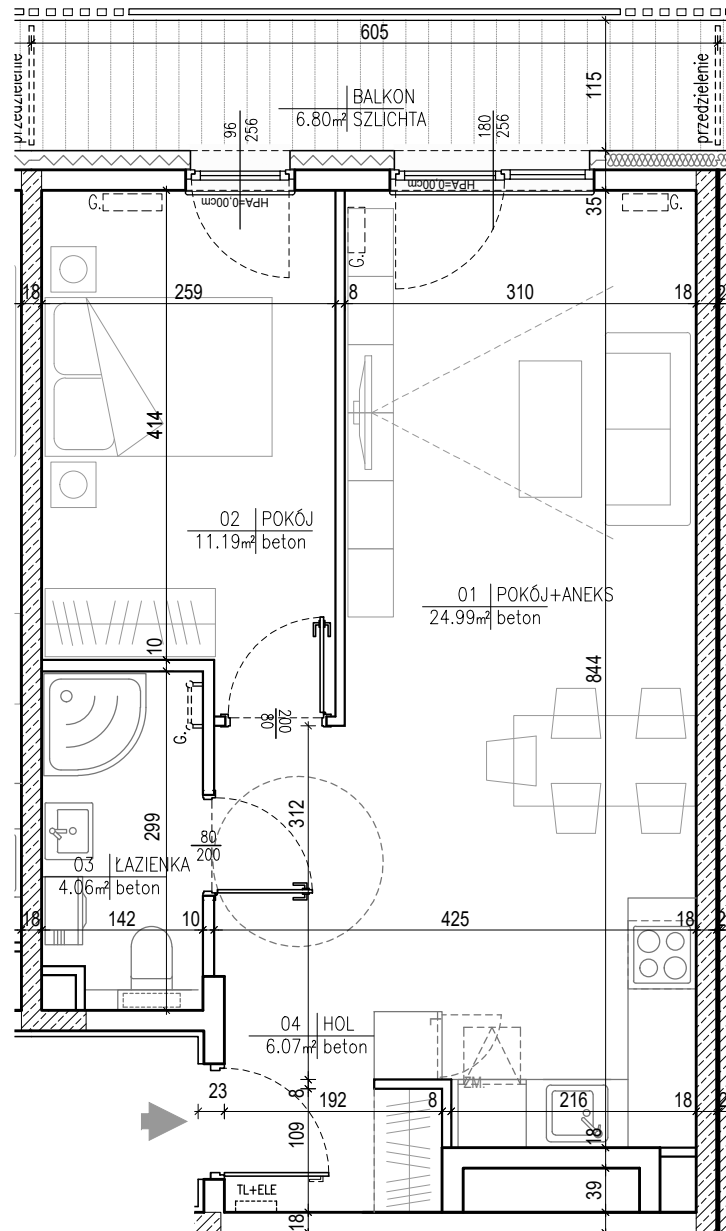 605
115
przedzielenie
przedzielenie
BALKON
6.80m² SZLICHTA
96
256
180
256
HPA=0,00cm
HPA=0,00cm
35
G.
G.
G.
18
259
8
310
18
2
414
02 POKÓJ
11.19m² beton
01 POKÓJ+ANEKS
24.99m² beton
10
844
80
200
G.
312
299
80
200
03 ŁAZIENKA
4.06m² beton
18
142
10
425
18
2
04 HOL
6.07m² beton
ZM.
23
8
192
8
216
18
2
109
18
TL+ELE
39
18